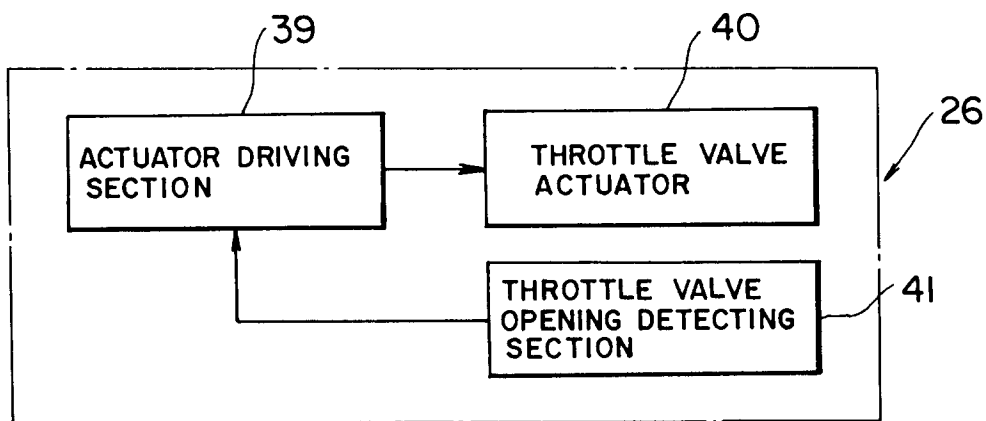 39
40
26
ACTUATOR DRIVING
SECTION
THROTTLE VALVE
ACTUATOR
THROTTLE VALVE
OPENING DETECTING
SECTION
41